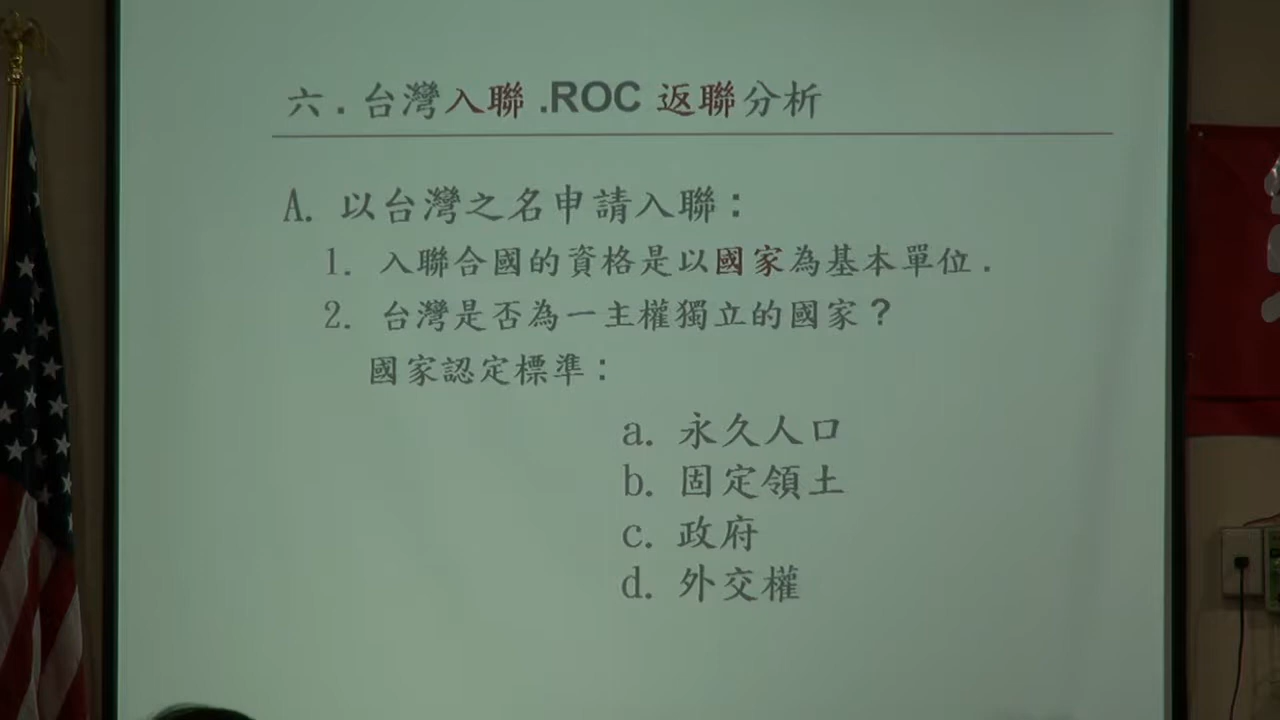 六 . 台灣入聯 .ROC 返聯分析
A. 以台灣之名申請入聯：
1. 入聯合國的資格是以國家為基本單位 .
2. 台灣是否為一主權獨立的國家？
國家認定標準：
a. 永久人口
b. 固定領土
c. 政府
d. 外交權